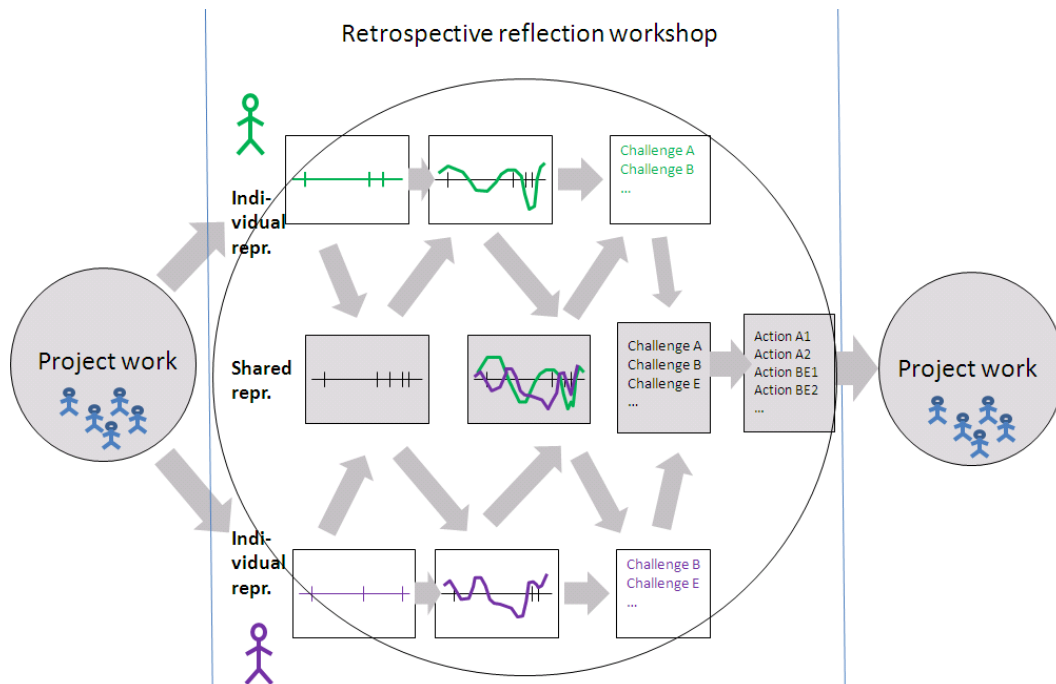 Retrospective reflection workshop
Indi-
vidual
repr.
Challenge A
Challenge B
...
Project work
Shared
repr.
Challenge A
Challenge B
Challenge E
...
Action A1
Action A2
Action BE1
Action BE2
...
Project work
Indi-
vidual
repr.
Challenge B
Challenge E
...